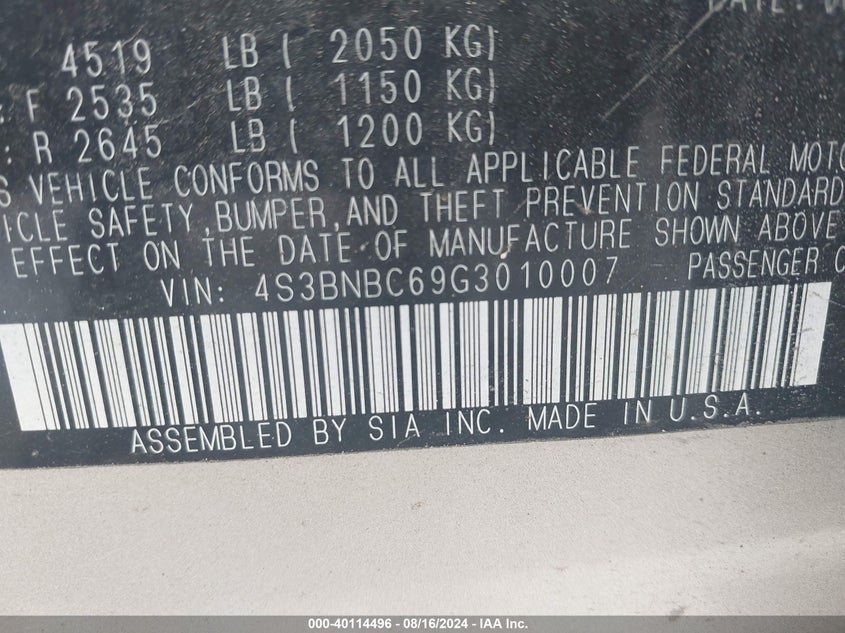 DATE:
4519 LB ( 2050 KG)
F 2535 LB ( 1150 KG)
: R 2645 LB ( 1200 KG)
VEHICLE CONFORMS TO ALL APPLICABLE FEDERAL
SAFETY,BUMPER,AND THEFT PREVENTION STANDARD
EFFECT ON THE DATE OF MANUFACTURE SHOWN ABOVE
VIN: 4S3BNBC69G3010007 PASSENGER
ASSEMBLED BY SIA INC. MADE IN U.S.A.
000-40114496 - 08/16/2024 - IAA Inc.